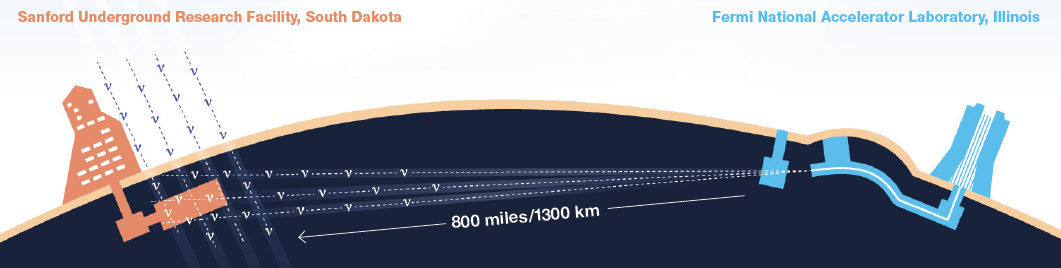 Sanford Underground Research Facility, South Dakota
Fermi National Accelerator Laboratory, Illinois
ν ν ν ν
ν ν ν ν
ν ν ν ν
ν ν ν ν ν ν
ν ν ν ν ν ν
ν ν ν ν ν ν
ν ν
800 miles/1300 km